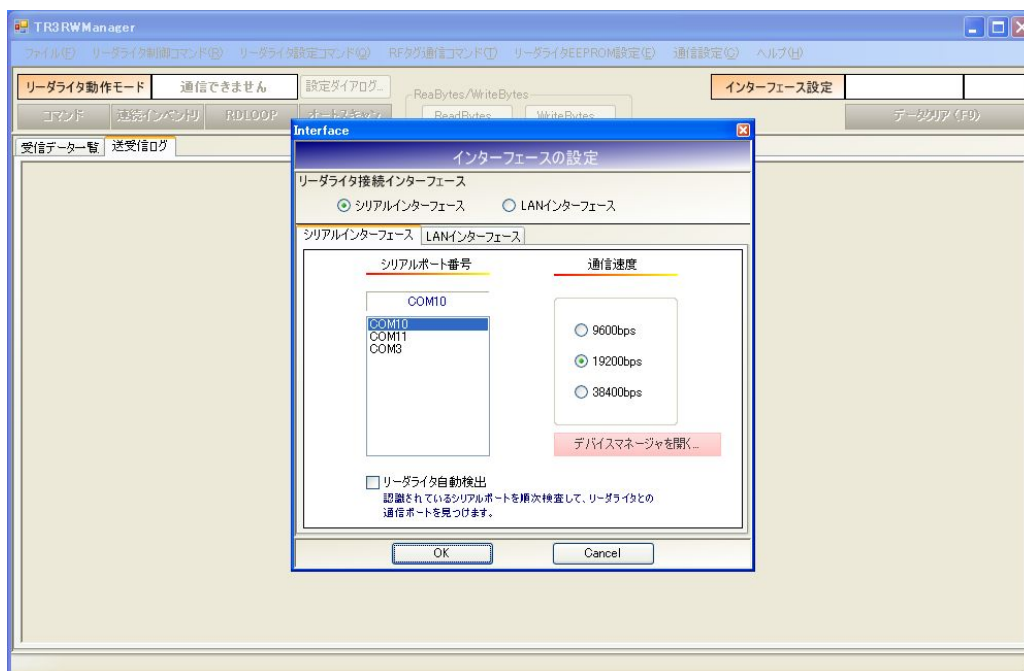 TR3RWManager
ファイル(F) リーダライタ制御コマンド(R) リーダライタ設定コマンド(Q) RFタグ通信コマンド(T) リーダライタEEPROM設定(E) 通信設定(C) ヘルプ(H)
リーダライタ動作モード 通信できません 設定ダイアログ... ReaBytes/WriteBytes インターフェース設定
コマンド 連続インベントリ RDLOOP オートスキャン ReadBytes WriteBytes データクリア(F9)
受信データ一覧 送受信ログ
Interface
インターフェースの設定
リーダライタ接続インターフェース
シリアルインターフェース LANインターフェース
シリアルインターフェース LANインターフェース
シリアルポート番号 通信速度
COM10
COM10
COM11
COM3
9600bps
19200bps
38400bps
デバイスマネージャを開く...
リーダライタ自動検出
認識されているシリアルポートを順次検査して、リーダライタとの
通信ポートを見つけます。
OK Cancel